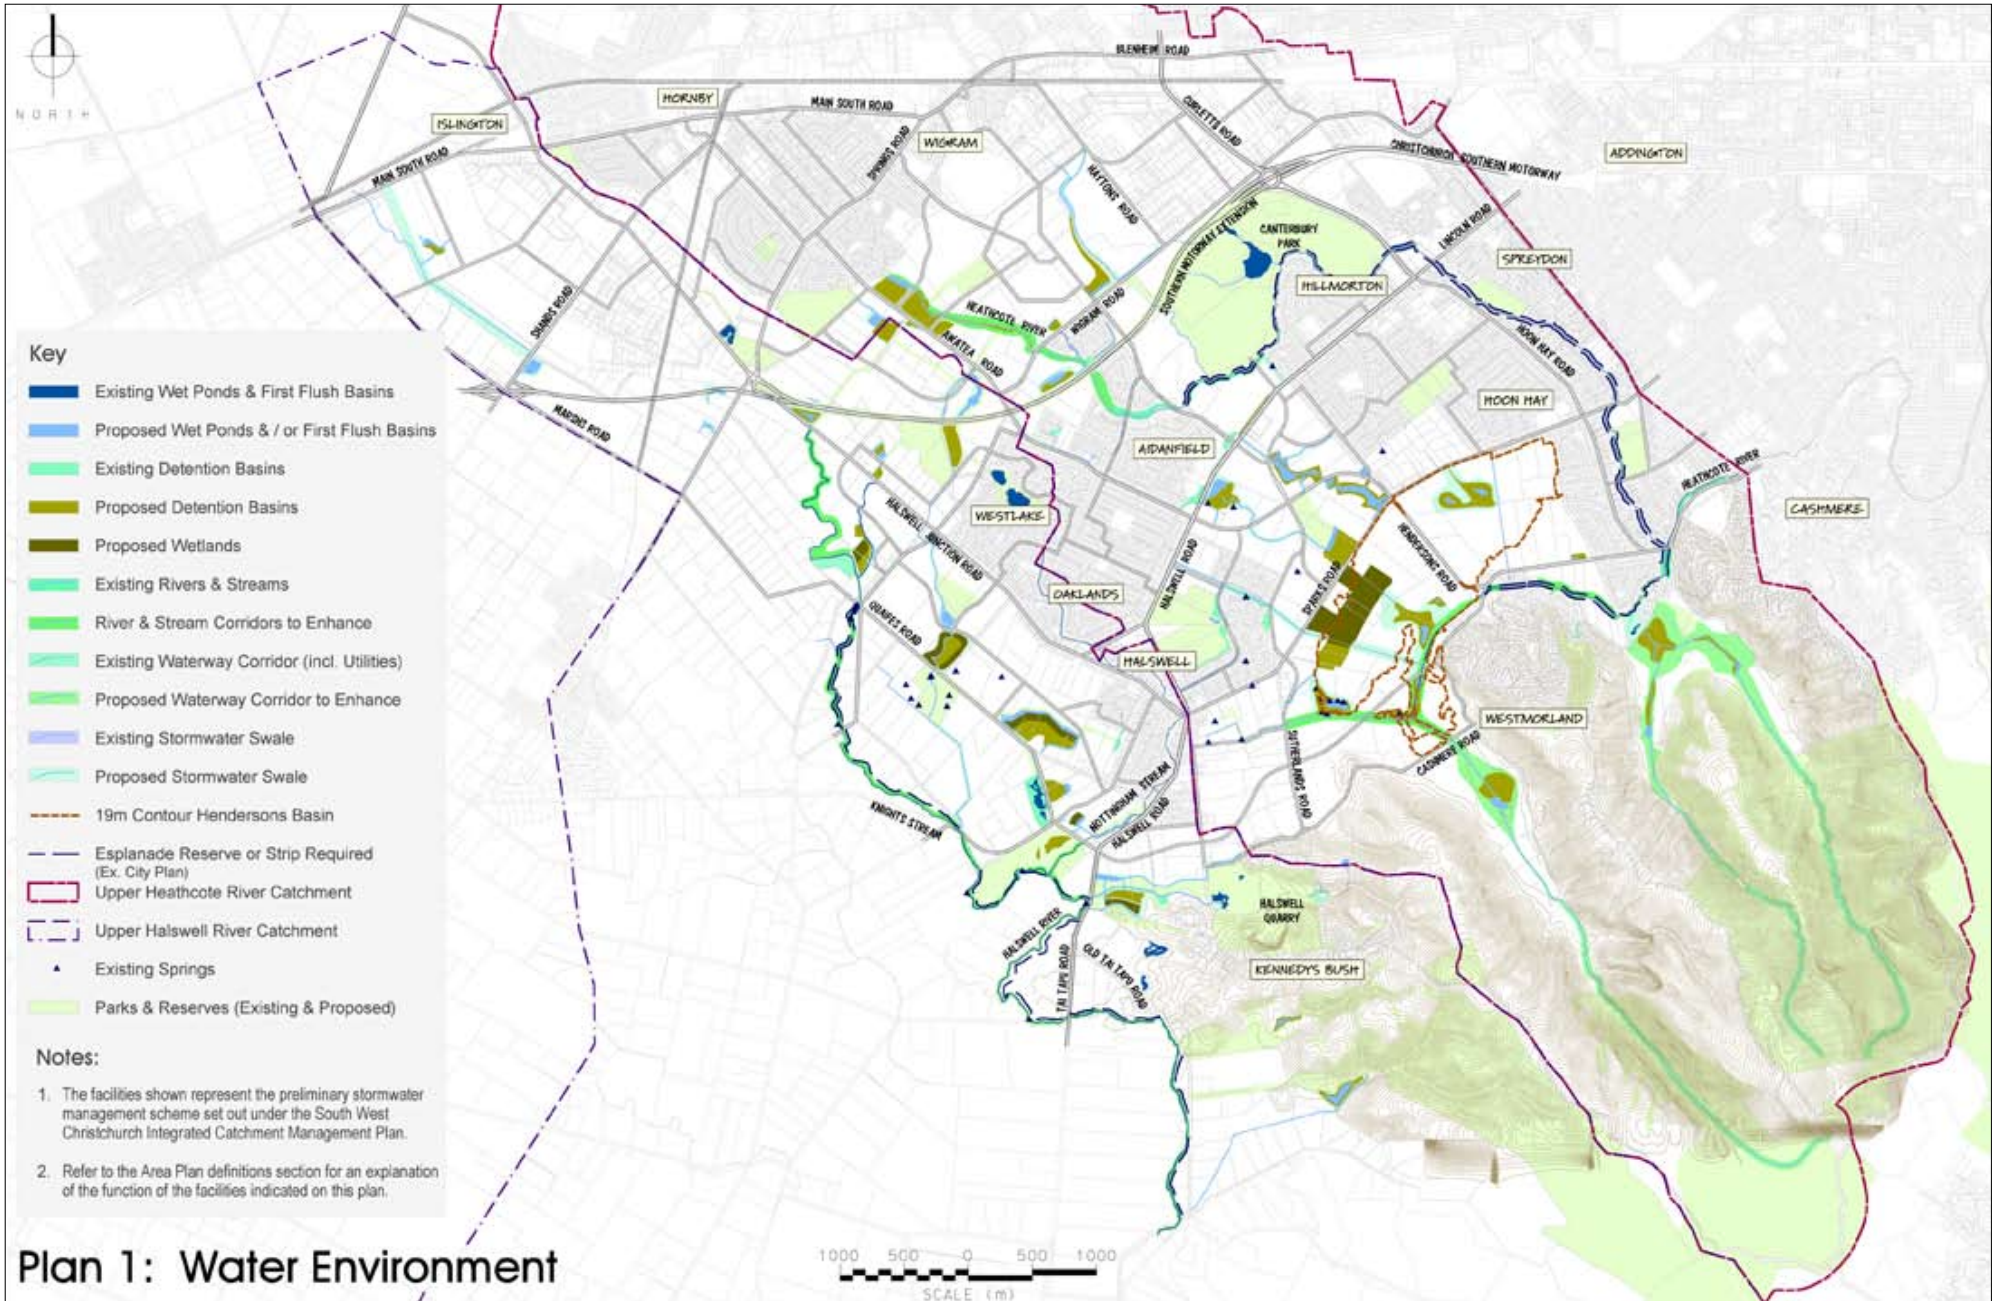 NORTH
BLENHEIM ROAD
HORNBY
MAIN SOUTH ROAD
CURLETTS ROAD
ISLINGTON
WIGRAM
SPRINGS ROAD
CHRISTCHURCH SOUTHERN MOTORWAY
ADDINGTON
MAIN SOUTH ROAD
HAYTONS ROAD
SOUTHERN MOTORWAY EXTENSION
CANTERBURY
PARK
LINCOLN ROAD
SPREYDON
HILLMORTON
SHANDS ROAD
HEATHCOTE RIVER
WIGRAM ROAD
AWATEA ROAD
HOON HAY ROAD
MARSHS ROAD
HOON HAY
AIDANFIELD
HEATHCOTE RIVER
HALSWELL JUNCTION ROAD
WESTLAKE
CASHMERE
HENDERSONS ROAD
HALSWELL ROAD
SPARKS ROAD
OAKLANDS
QUAIFES ROAD
HALSWELL
WESTMORLAND
SUTHERLANDS ROAD
CASHMERE ROAD
NOTTINGHAM STREAM
HALSWELL ROAD
KNIGHTS STREAM
HALSWELL
QUARRY
HALSWELL RIVER
TAI TAPU ROAD
OLD TAI TAPU ROAD
KENNEDYS BUSH
Key
Existing Wet Ponds & First Flush Basins
Proposed Wet Ponds & / or First Flush Basins
Existing Detention Basins
Proposed Detention Basins
Proposed Wetlands
Existing Rivers & Streams
River & Stream Corridors to Enhance
Existing Waterway Corridor (incl. Utilities)
Proposed Waterway Corridor to Enhance
Existing Stormwater Swale
Proposed Stormwater Swale
19m Contour Hendersons Basin
Esplanade Reserve or Strip Required
(Ex. City Plan)
Upper Heathcote River Catchment
Upper Halswell River Catchment
Existing Springs
Parks & Reserves (Existing & Proposed)
Notes:
1. The facilities shown represent the preliminary stormwater
management scheme set out under the South West
Christchurch Integrated Catchment Management Plan.
2. Refer to the Area Plan definitions section for an explanation
of the function of the facilities indicated on this plan.
Plan 1: Water Environment
1000 500 0 500 1000
SCALE (m)